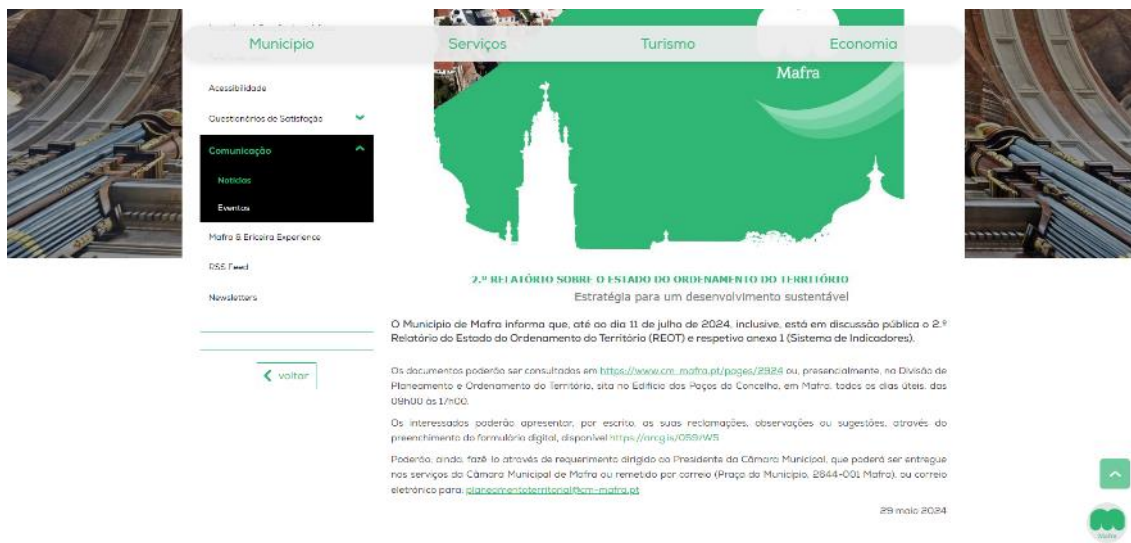 Município
Serviços
Turismo
Economia
Mafra
Acessibilidade
Questionários de Satisfação
Comunicação
Notícias
Eventos
Mafra & Ericeira Experience
RSS Feed
Newsletters
voltar
2.º RELATÓRIO SOBRE O ESTADO DO ORDENAMENTO DO TERRITÓRIO
Estratégia para um desenvolvimento sustentável
O Município de Mafra informa que, até ao dia 11 de julho de 2024, inclusive, está em discussão pública o 2.º
Relatório do Estado do Ordenamento do Território (REOT) e respetivo anexo 1 (Sistema de Indicadores).
Os documentos poderão ser consultados em https://www.cm-mafra.pt/pages/2924 ou, presencialmente, na Divisão de
Planeamento e Ordenamento do Território, sita no Edifício dos Paços do Concelho, em Mafra, todos os dias úteis, das
09h00 às 17h00.
Os interessados poderão apresentar, por escrito, as suas reclamações, observações ou sugestões, através do
preenchimento do formulário digital, disponível
Poderão, ainda, fazê-lo através de requerimento dirigido ao Presidente da Câmara Municipal, que poderá ser entregue
nos serviços da Câmara Municipal de Mafra ou remetido por correio (Praça do Município, 2644-001 Mafra), ou correio
eletrónico para: planeamentoterritorial@cm-mafra.pt
29 maio 2024
Mafra